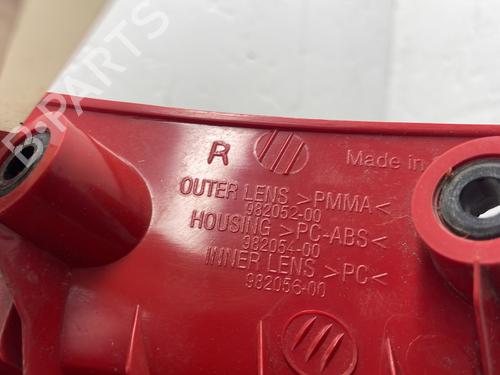 B-PARTS
R
Made in
OUTER LENS >PMMA<
982052-00
HOUSING >PC-ABS<
982054-00
INNER LENS >PC<
982056-00